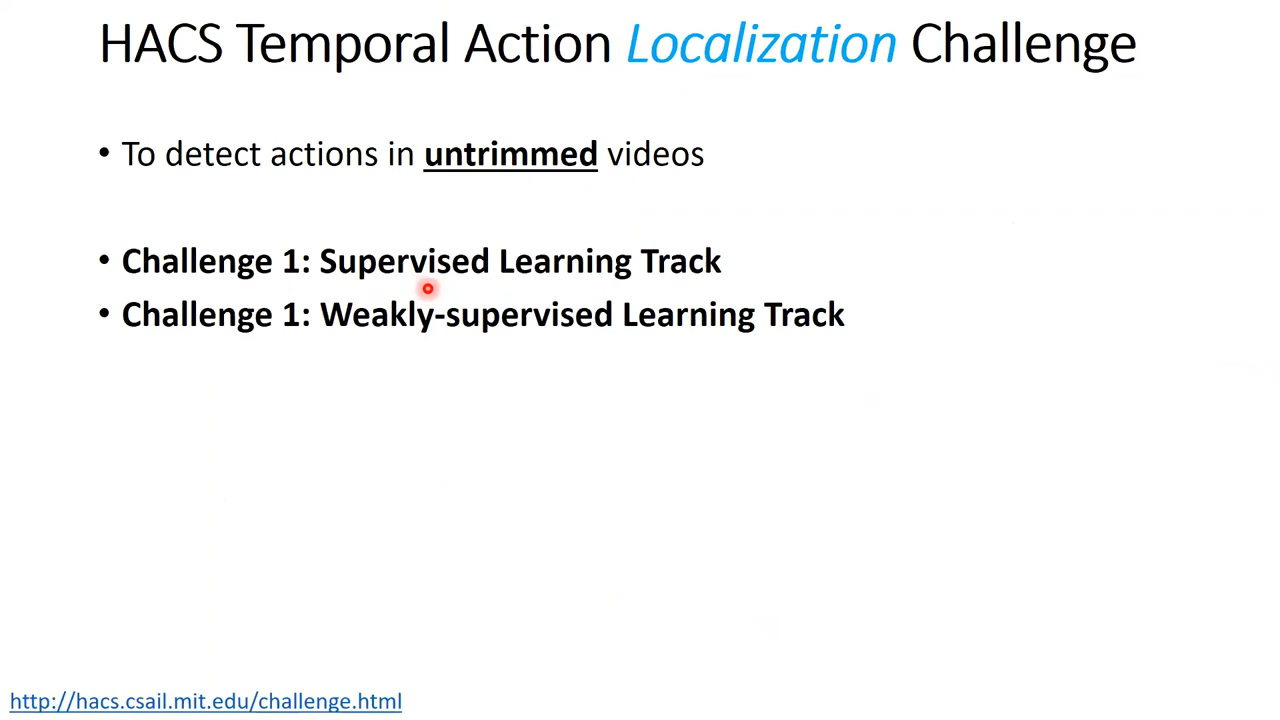 HACS Temporal Action Localization Challenge
• To detect actions in untrimmed videos
• Challenge 1: Supervised Learning Track
• Challenge 1: Weakly-supervised Learning Track
http://hacs.csail.mit.edu/challenge.html